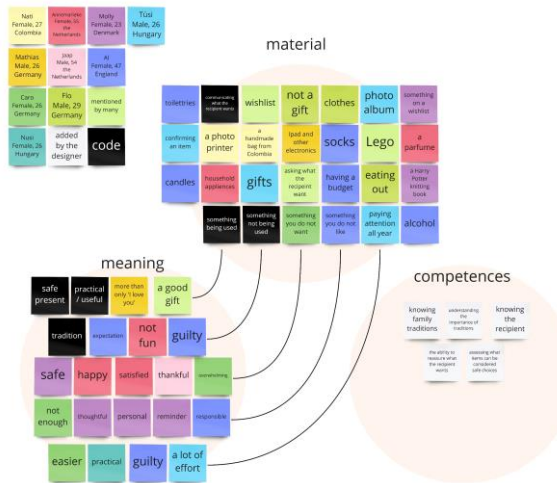 Nati
Female, 27
Colombia
Annemarieke
Female, 55
the
Netherlands
Molly
Female, 23
Denmark
Tüsi
Male, 26
Hungary
Mathias
Male, 26
Germany
Joop
Male, 54
the
Netherlands
Al
Female, 47
England
Caro
Female, 26
Germany
Flo
Male, 29
Germany
mentioned
by many
Nusi
Female, 26
Hungary
added
by the
designer
code
material
toiletries
communicating
what the
recipient wants
wishlist
not a
gift
clothes
photo
album
something
on a
wishlist
confirming
an item
a photo
printer
a
handmade
bag from
Colombia
Ipad and
other
electronics
socks
Lego
a
parfume
candles
household
appliances
gifts
asking what
the
recipient
want
having a
budget
eating
out
a Harry
Potter
knitting
book
something
being used
something
not being
used
something
you do not
want
something
you do not
like
paying
attention
all year
alcohol
meaning
safe
present
practical
/ useful
more than
only 'I love
you'
a good
gift
tradition
expectation
not
fun
guilty
safe
happy
satisfied
thankful
overwhelming
not
enough
thoughtful
personal
reminder
responsible
easier
practical
guilty
a lot of
effort
competences
knowing
family
traditions
understanding
the
importance of
traditions
knowing
the
recipient
the ability to
measure what
the recipient
wants
assessing what
items can be
considered
safe choices